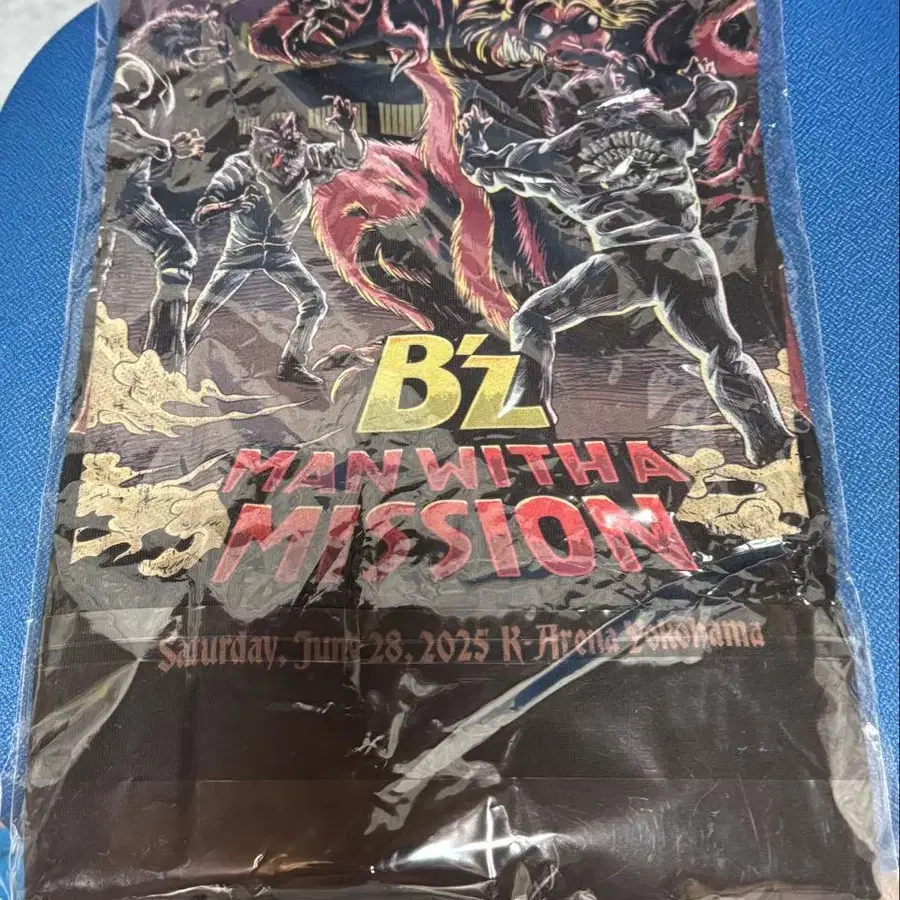 B'z
MAN WITH A
MISSION
Saturday, June 28, 2025 K-Arena Yokohama